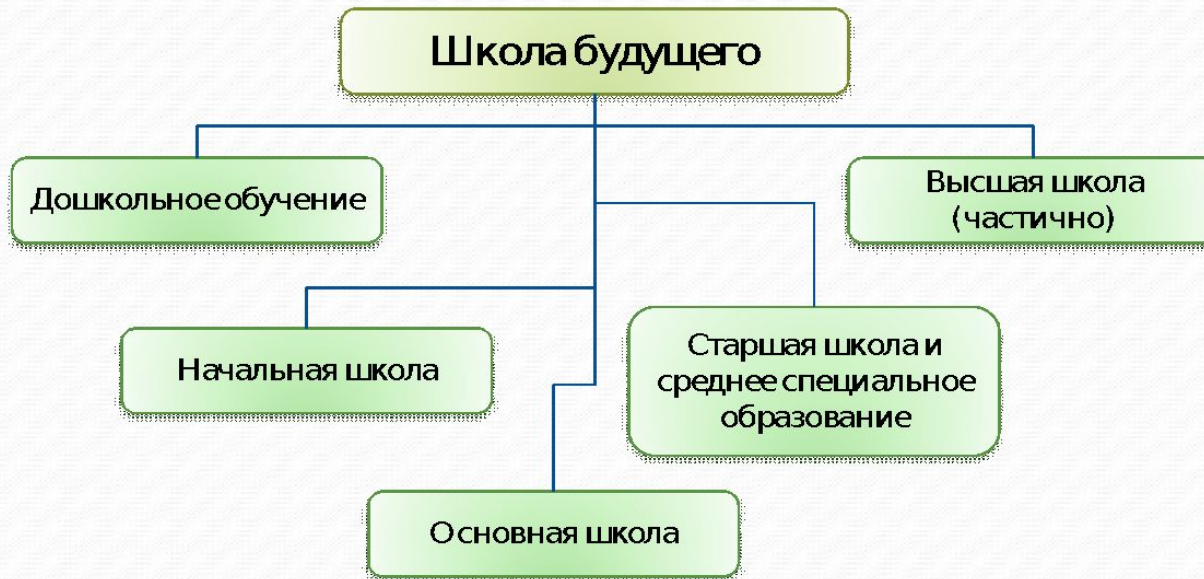 Школа будущего
Дошкольное обучение
Высшая школа
(частично)
Начальная школа
Старшая школа и
среднее специальное
образование
Основная школа